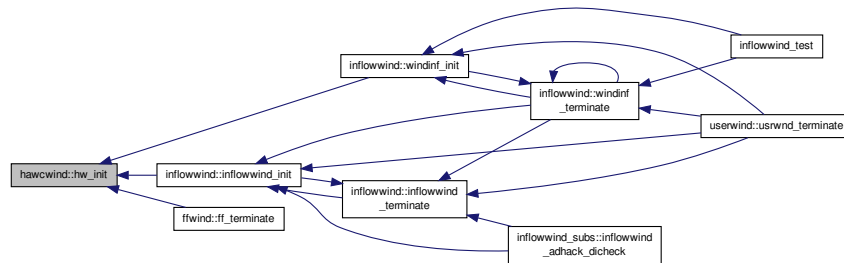 inflowwind_test
inflowwind::windinf_init
inflowwind::windinf
_terminate
userwind::usrwnd_terminate
hawcwind::hw_init
inflowwind::inflowwind_init
inflowwind::inflowwind
_terminate
ffwind::ff_terminate
inflowwind_subs::inflowwind
_adhack_dicheck